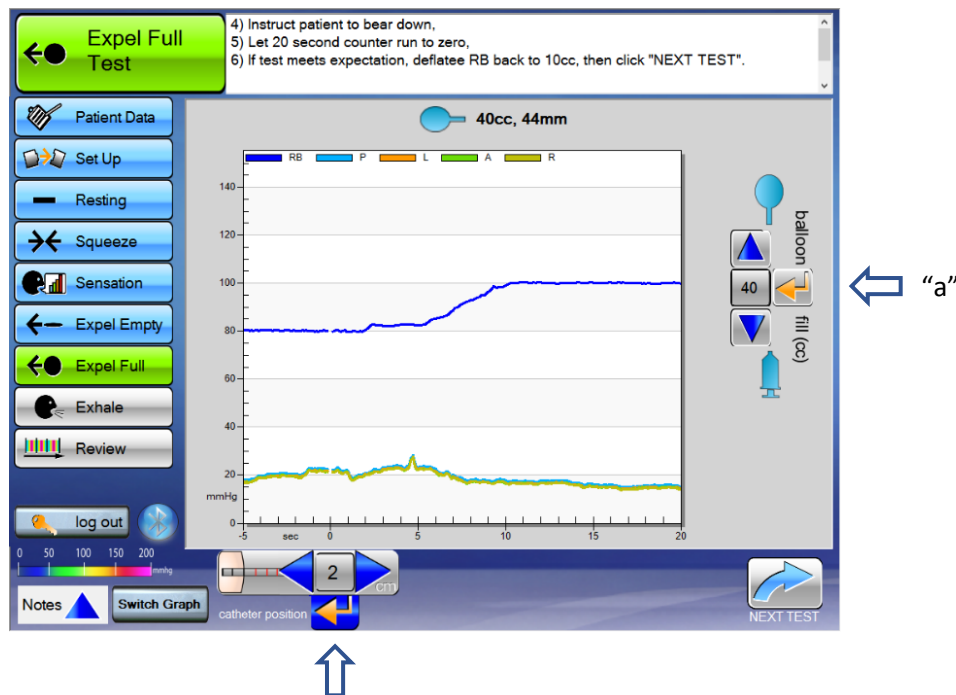 Expel Full
Test
4) Instruct patient to bear down,
5) Let 20 second counter run to zero,
6) If test meets expectation, deflatee RB back to 10cc, then click "NEXT TEST".
Patient Data
Set Up
Resting
Squeeze
Sensation
Expel Empty
Expel Full
Exhale
Review
log out
0 50 100 150 200
mmhg
Notes
Switch Graph
40cc, 44mm
RB P L A R
140
120
100
80
60
40
20
mmHg
0
-5 sec 0 5 10 15 20
balloon
40
fill (cc)
“a”
2
cm
catheter position
NEXT TEST